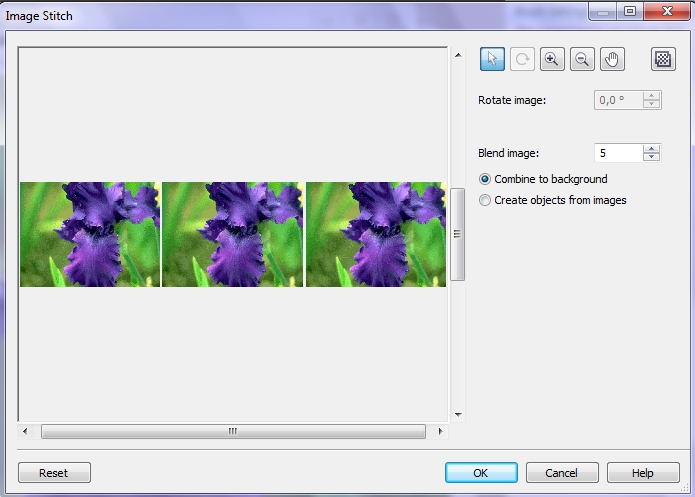 Image Stitch
Rotate image: 0,0 °
Blend image: 5
Combine to background
Create objects from images
Reset OK Cancel Help